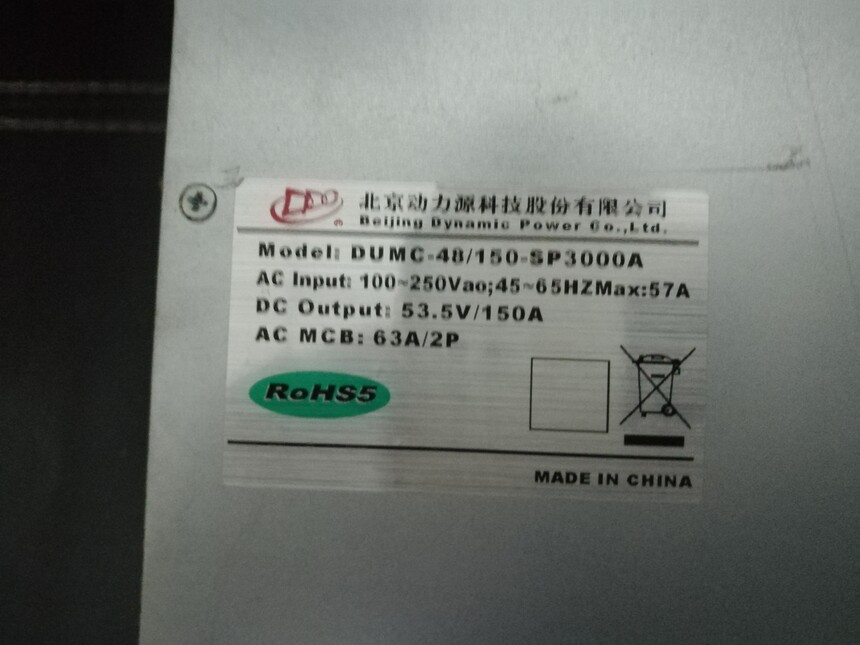 北京动力源科技股份有限公司
Beijing Dynamic Power Co.,Ltd.
Model: DUMC-48/150-SP3000A
AC Input: 100~250Vac;45~65HZMax:57A
DC Output: 53.5V/150A
AC MCB: 63A/2P
RoHS5
MADE IN CHINA